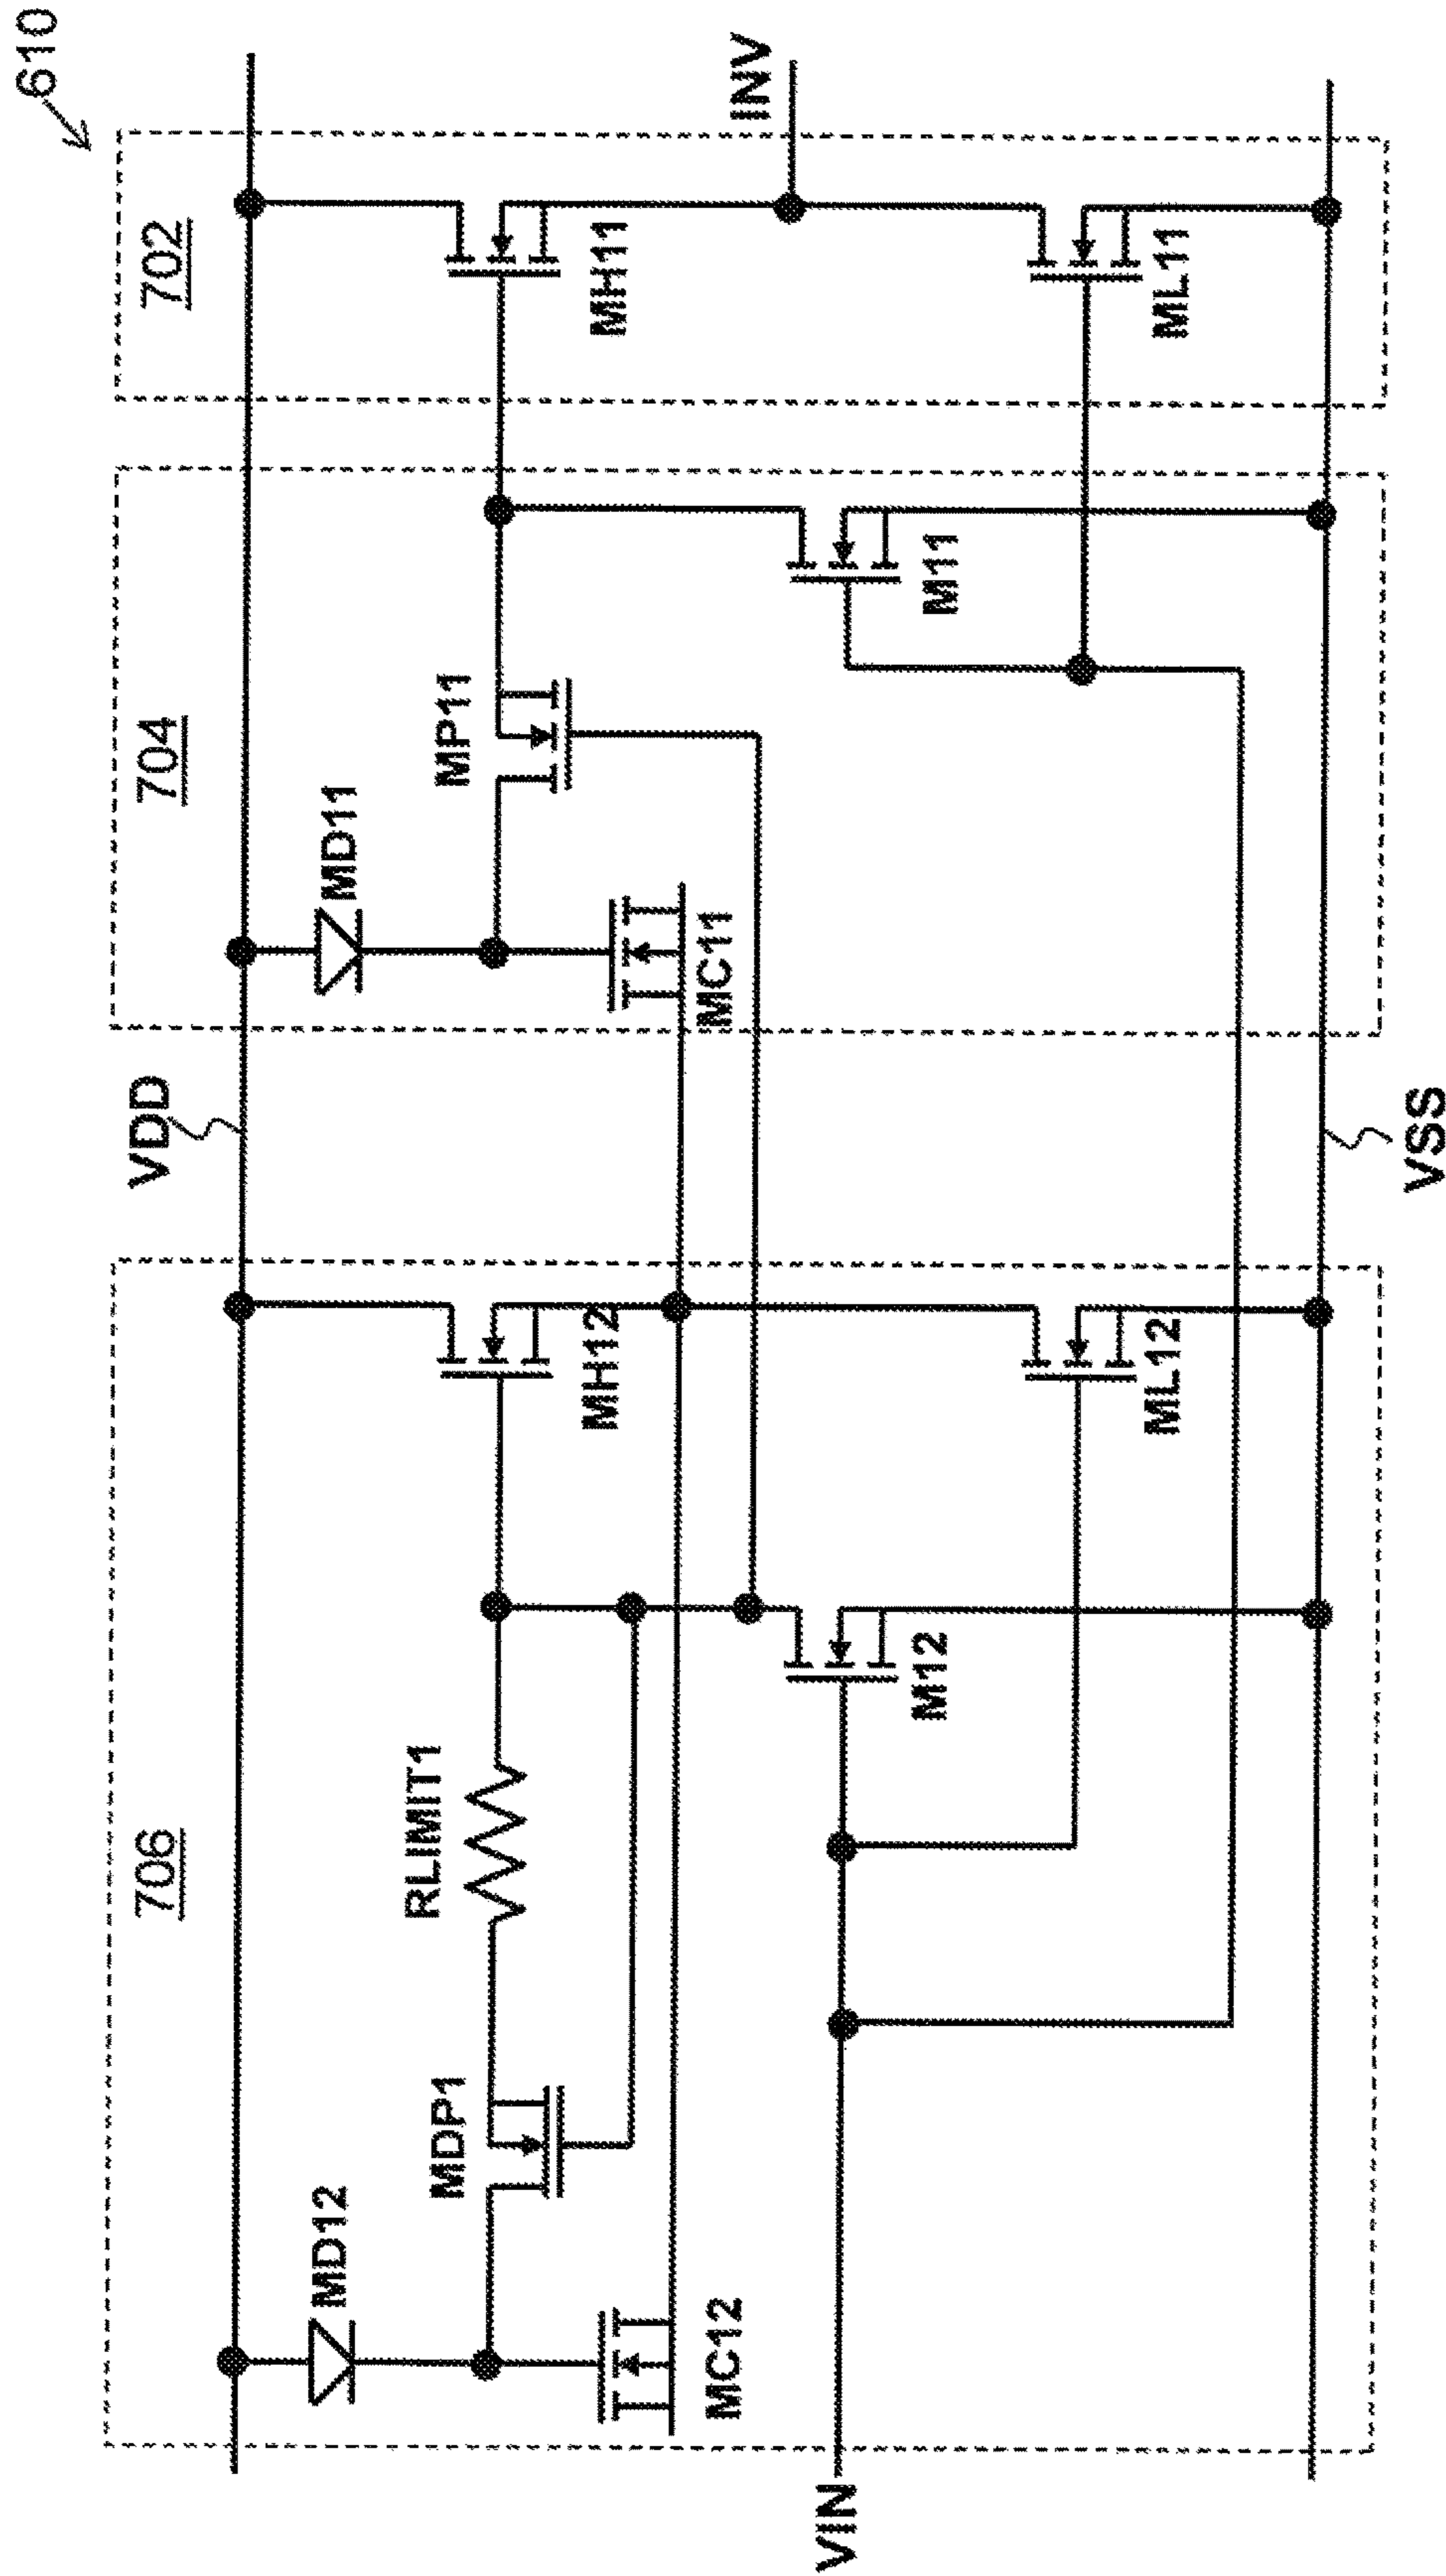 610
702
INV
MH11
ML11
704
MD11
MP11
M11
MC11
VDD
VSS
706
MH12
ML12
RLIMIT1
M12
MDP1
MD12
MC12
VIN